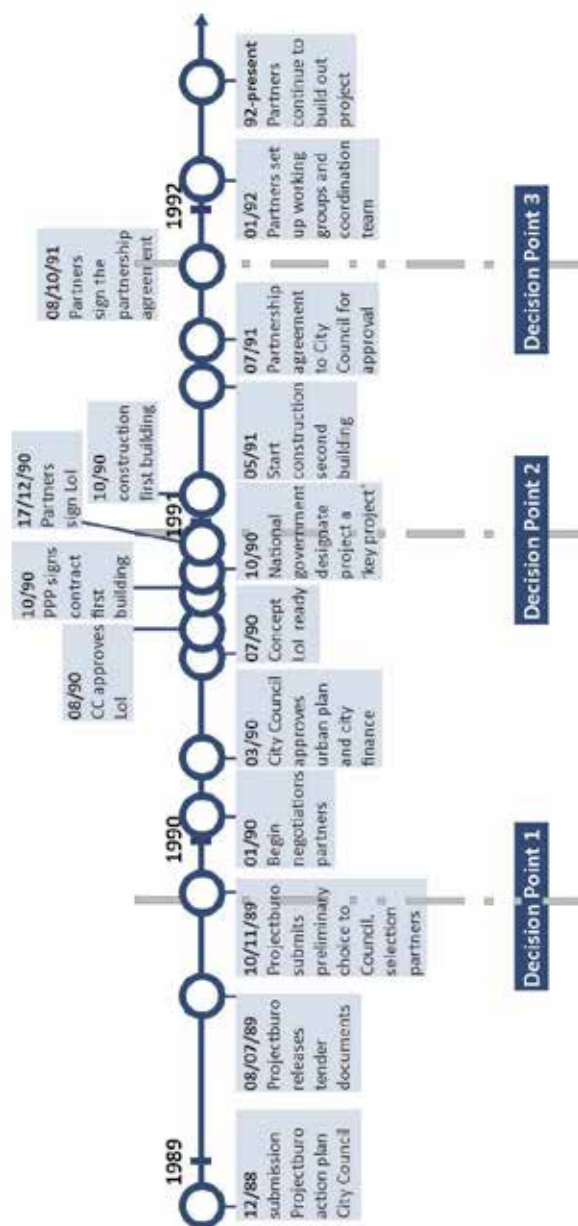 1989
1990
1991
1992
08/90
CC approves
LoI
10/90
PPP signs
contract
first
building
17/12/90
Partners
sign LoI
10/90
construction
first building
08/10/91
Partners
sign the
partnership
agreement
12/88
submission
Projectburo
action plan
City Council
08/07/89
Projectburo
releases
tender
documents
10/11/89
Projectburo
submits
preliminary
choice to
Council,
selection
partners
01/90
Begin
negotiations
partners
03/90
City Council
approves
urban plan
and city
finance
07/90
Concept
LoI ready
10/90
National
government
designate
project a
'key project'
05/91
Start
construction
second
building
07/91
Partnership
agreement
to City
Council for
approval
01/92
Partners set
up working
groups and
coordination
team
92-present
Partners
continue to
build out
project
Decision Point 1
Decision Point 2
Decision Point 3